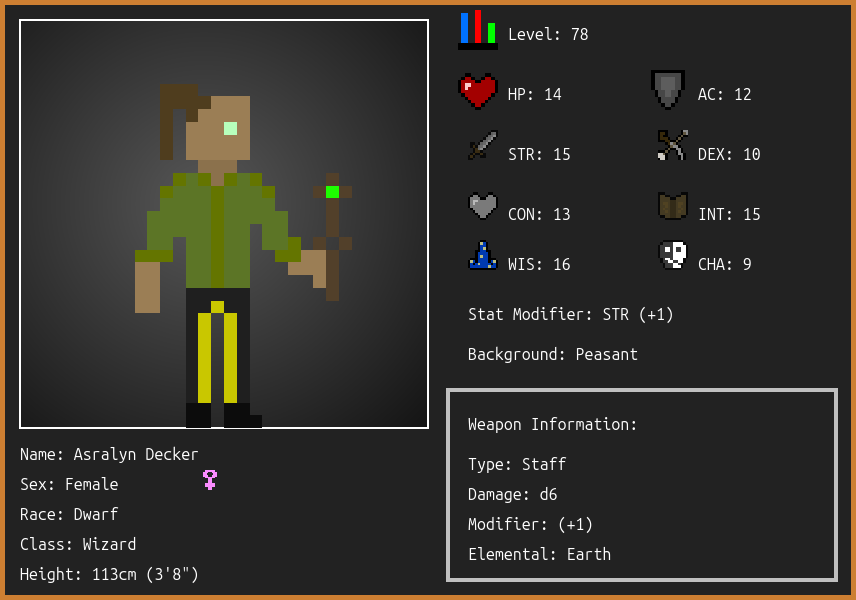 Level: 78
HP: 14
AC: 12
STR: 15
DEX: 10
CON: 13
INT: 15
WIS: 16
CHA: 9
Stat Modifier: STR (+1)
Background: Peasant
Weapon Information:
Type: Staff
Damage: d6
Modifier: (+1)
Elemental: Earth
Name: Asralyn Decker
Sex: Female
Race: Dwarf
Class: Wizard
Height: 113cm (3'8")